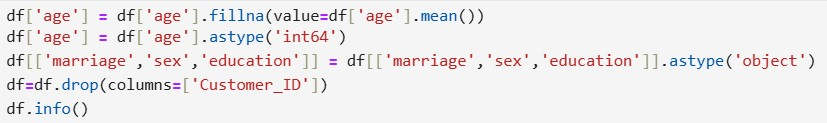 df['age'] = df['age'].fillna(value=df['age'].mean())
df['age'] = df['age'].astype('int64')
df[['marriage','sex','education']] = df[['marriage','sex','education']].astype('object')
df=df.drop(columns=['Customer_ID'])
df.info()